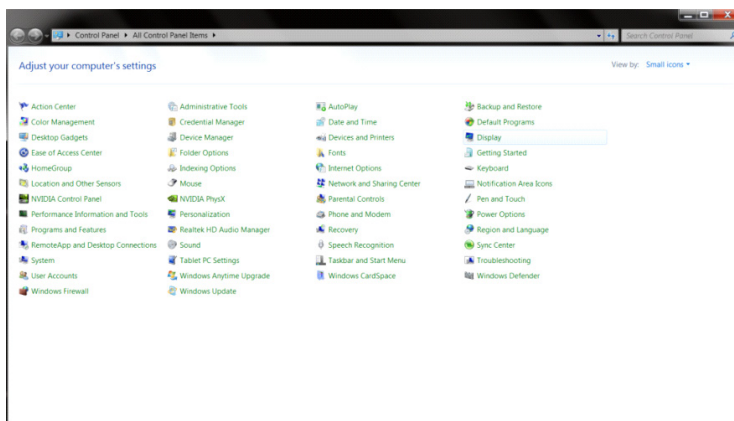 Control Panel All Control Panel Items Search Control Panel
Adjust your computer's settings View by: Small icons
Action Center Administrative Tools AutoPlay Backup and Restore
Color Management Credential Manager Date and Time Default Programs
Desktop Gadgets Device Manager Devices and Printers Display
Ease of Access Center Folder Options Fonts Getting Started
HomeGroup Indexing Options Internet Options Keyboard
Location and Other Sensors Mouse Network and Sharing Center Notification Area Icons
NVIDIA Control Panel NVIDIA PhysX Parental Controls Pen and Touch
Performance Information and Tools Personalization Phone and Modem Power Options
Programs and Features Realtek HD Audio Manager Recovery Region and Language
RemoteApp and Desktop Connections Sound Speech Recognition Sync Center
System Tablet PC Settings Taskbar and Start Menu Troubleshooting
User Accounts Windows Anytime Upgrade Windows CardSpace Windows Defender
Windows Firewall Windows Update